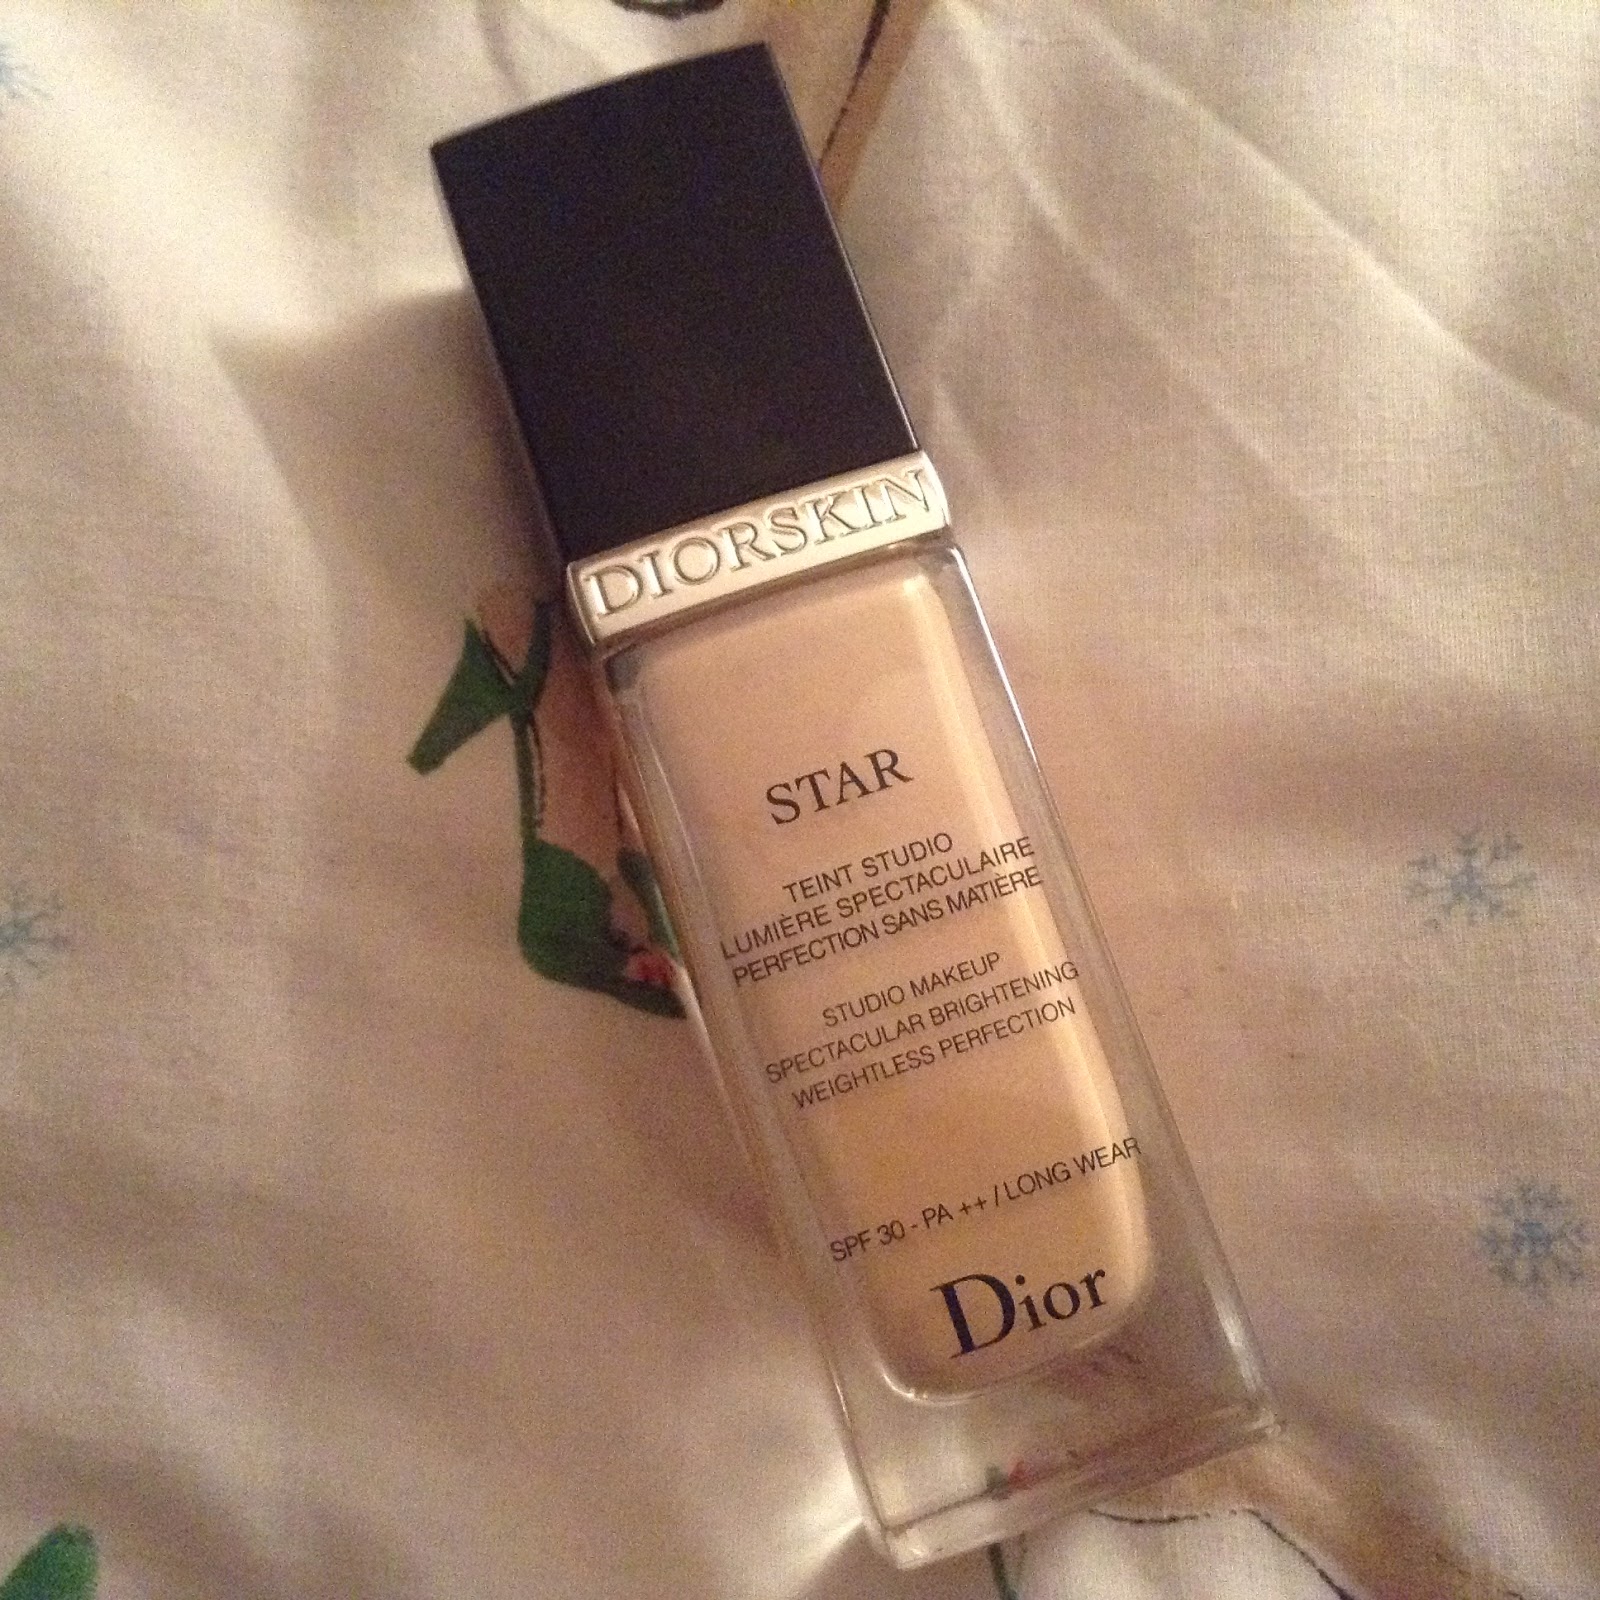 DIORSKIN
STAR
TEINT STUDIO
LUMIÈRE SPECTACULAIRE
PERFECTION SANS MATIÈRE
STUDIO MAKEUP
SPECTACULAR BRIGHTENING
WEIGHTLESS PERFECTION
SPF 30 - PA ++ / LONG WEAR
Dior